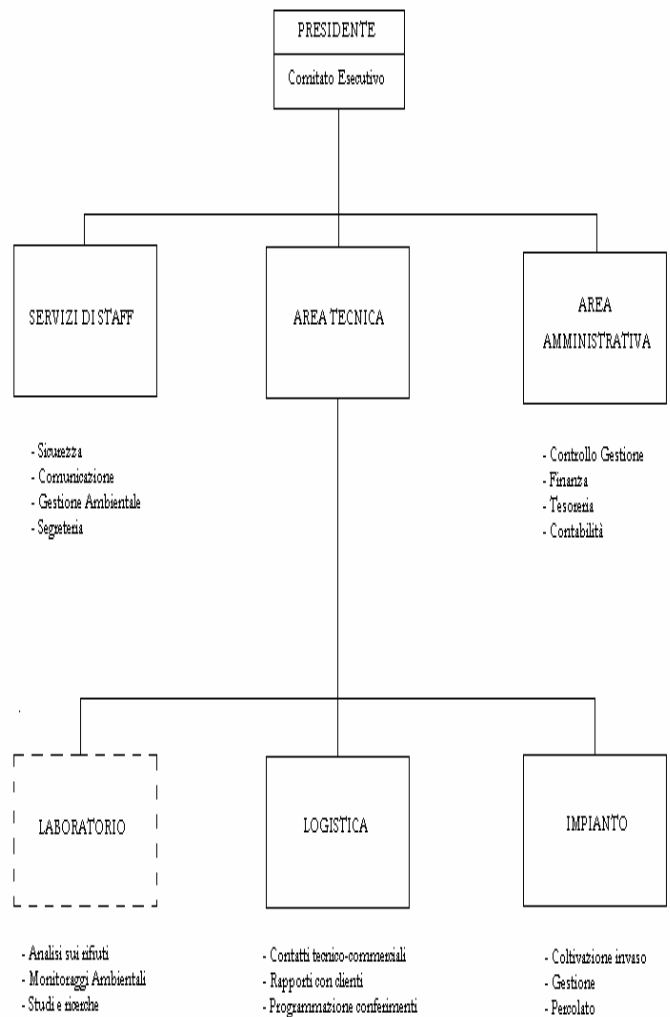 PRESIDENTE
Comitato Esecutivo
SERVIZI DI STAFF
AREA TECNICA
AREA
AMMINISTRATIVA
- Sicurezza
- Comunicazione
- Gestione Ambientale
- Segreteria
- Controllo Gestione
- Finanza
- Tesoreria
- Contabilità
LABORATORIO
LOGISTICA
IMPIANTO
- Analisi sui rifiuti
- Monitoraggi Ambientali
- Studi e ricerche
- Contatti tecnico-commerciali
- Rapporti con clienti
- Programmazione conferimenti
- Coltivazione invaso
- Gestione
- Percolato